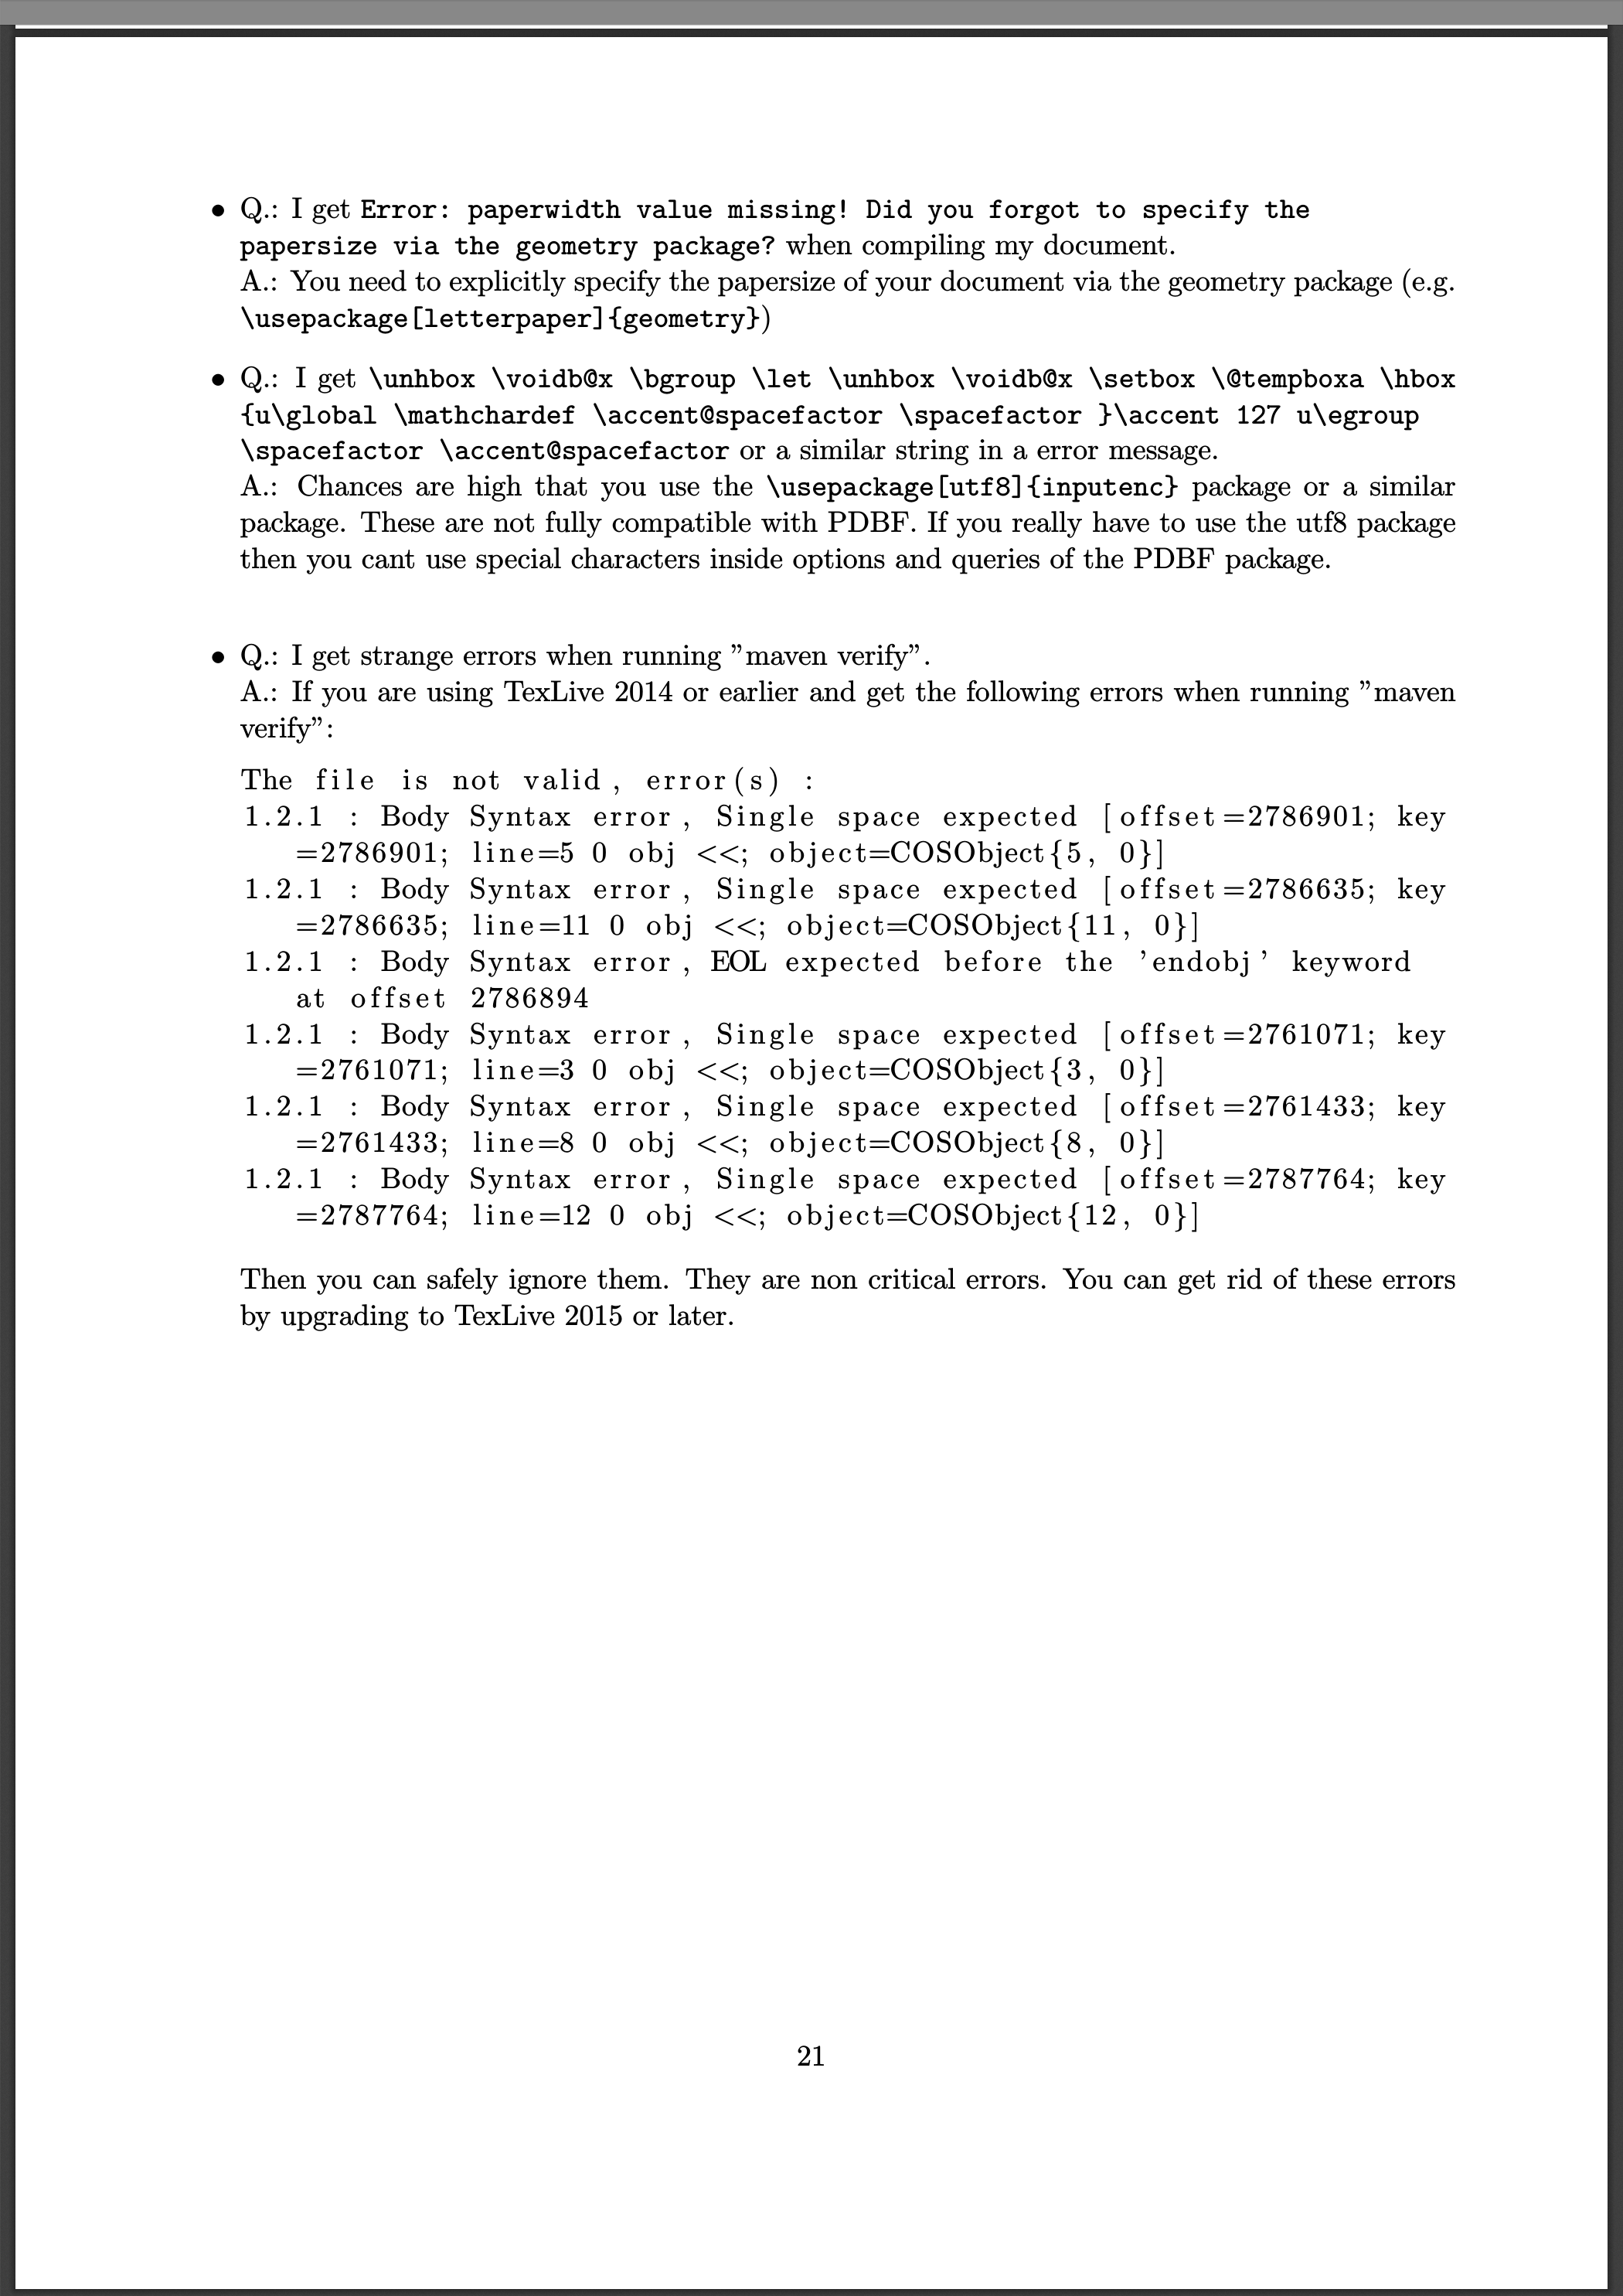 • Q.: I get Error: paperwidth value missing! Did you forgot to specify the
papersize via the geometry package? when compiling my document.
A.: You need to explicitly specify the papersize of your document via the geometry package (e.g.
\usepackage[letterpaper]{geometry})
• Q.: I get \unhbox \voidb@x \bgroup \let \unhbox \voidb@x \setbox \@tempboxa \hbox
{u\global \mathchardef \accent@spacefactor \spacefactor }\accent 127 u\egroup
\spacefactor \accent@spacefactor or a similar string in a error message.
A.: Chances are high that you use the \usepackage[utf8]{inputenc} package or a similar
package. These are not fully compatible with PDBF. If you really have to use the utf8 package
then you cant use special characters inside options and queries of the PDBF package.
• Q.: I get strange errors when running ”maven verify”.
A.: If you are using TexLive 2014 or earlier and get the following errors when running ”maven
verify”:
The file is not valid, error(s) :
1.2.1 : Body Syntax error, Single space expected [offset=2786901; key
=2786901; line=5 0 obj <<; object=COSObject{5, 0}]
1.2.1 : Body Syntax error, Single space expected [offset=2786635; key
=2786635; line=11 0 obj <<; object=COSObject{11, 0}]
1.2.1 : Body Syntax error, EOL expected before the ’endobj’ keyword
at offset 2786894
1.2.1 : Body Syntax error, Single space expected [offset=2761071; key
=2761071; line=3 0 obj <<; object=COSObject{3, 0}]
1.2.1 : Body Syntax error, Single space expected [offset=2761433; key
=2761433; line=8 0 obj <<; object=COSObject{8, 0}]
1.2.1 : Body Syntax error, Single space expected [offset=2787764; key
=2787764; line=12 0 obj <<; object=COSObject{12, 0}]
Then you can safely ignore them. They are non critical errors. You can get rid of these errors
by upgrading to TexLive 2015 or later.
21